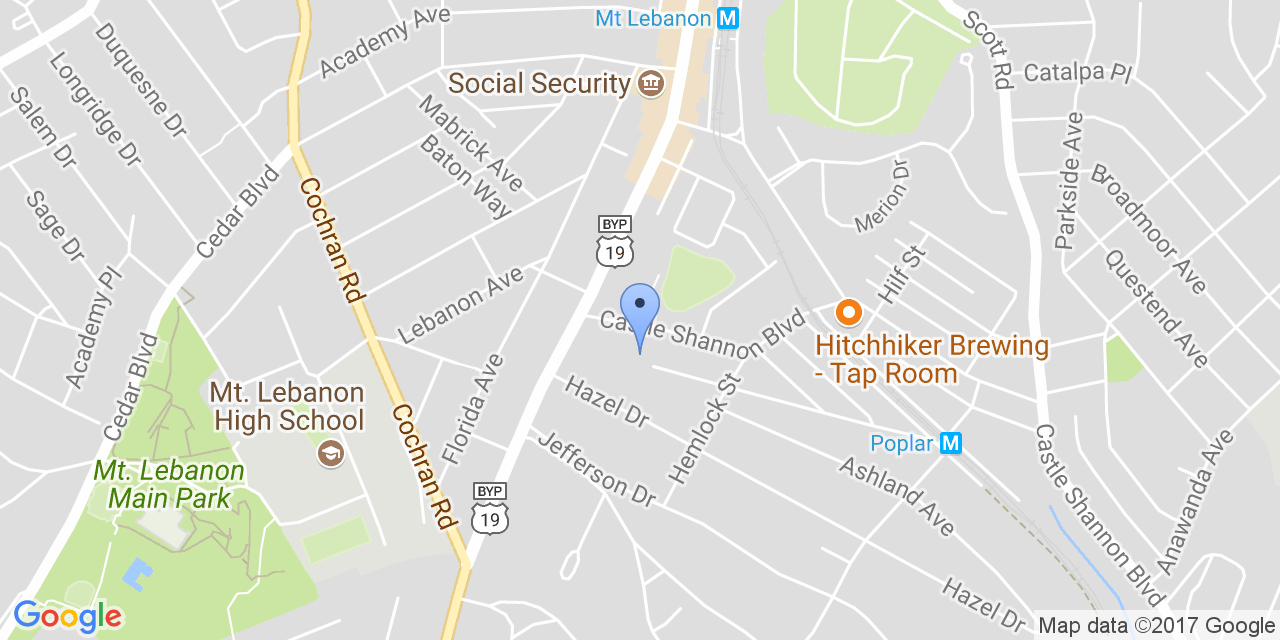 Mt Lebanon M
Academy Ave
Scott Rd
Duquesne Dr
Catalpa Pl
Longridge Dr
Social Security
Salem Dr
Mabrick Ave
Parkside Ave
Baton Way
Broadmoor Ave
Cedar Blvd
Merion Dr
Sage Dr
Cochran Rd
BYP
19
Hilf St
Questend Ave
Academy Pl
Lebanon Ave
Castle Shannon Blvd
Hitchhiker Brewing
- Tap Room
Cedar Blvd
Florida Ave
Mt. Lebanon
High School
Hazel Dr
Hemlock St
Cochran Rd
Jefferson Dr
Poplar M
Castle Shannon Blvd
Anawanda Ave
Mt. Lebanon
Main Park
Ashland Ave
BYP
19
Hazel Dr
Google
Map data ©2017 Google